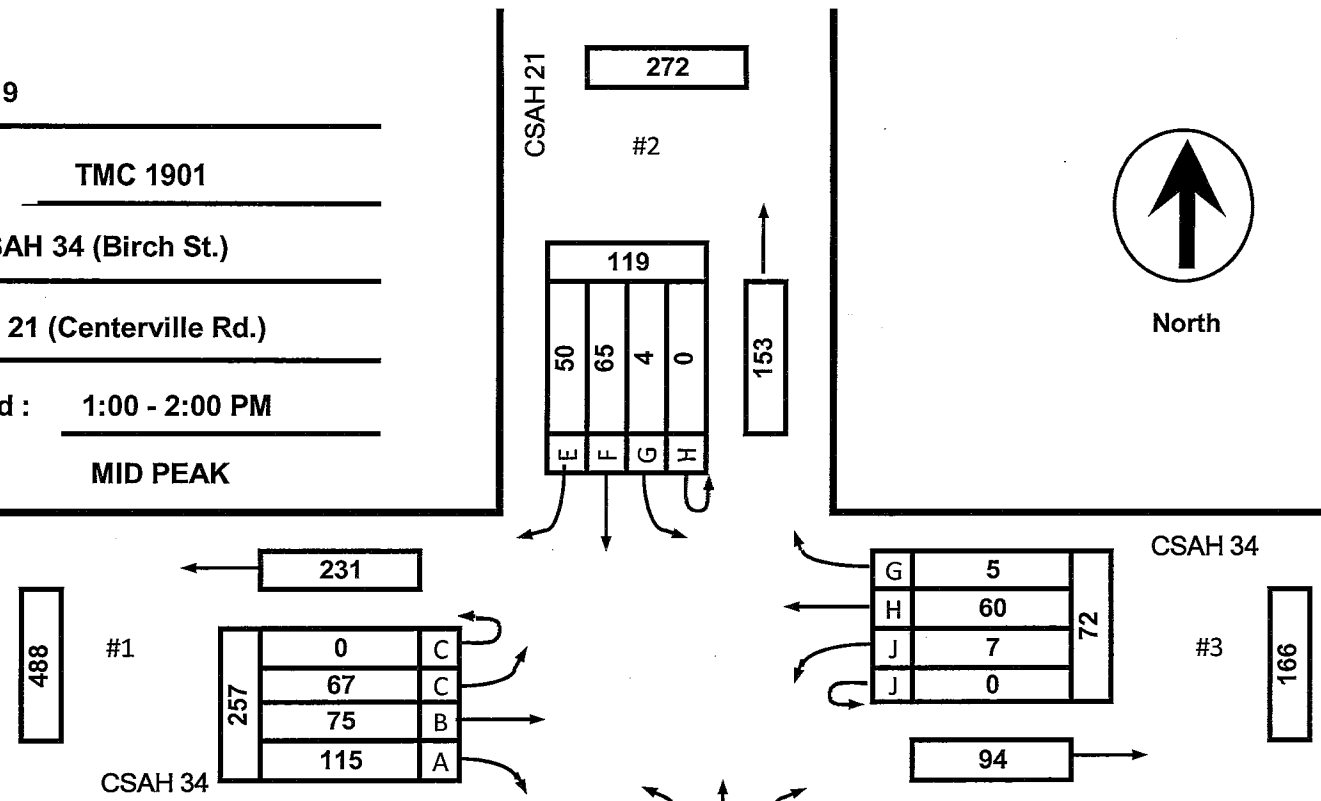 9
TMC 1901
SAH 34 (Birch St.)
21 (Centerville Rd.)
d : 1:00 - 2:00 PM
MID PEAK
CSAH 21
272
#2
119
50 65 4 0
E F G H
153
North
231
488
#1
257
0 C
67 C
75 B
115 A
CSAH 34
CSAH 34
G 5
H 60
J 7
J 0
72
#3
166
94